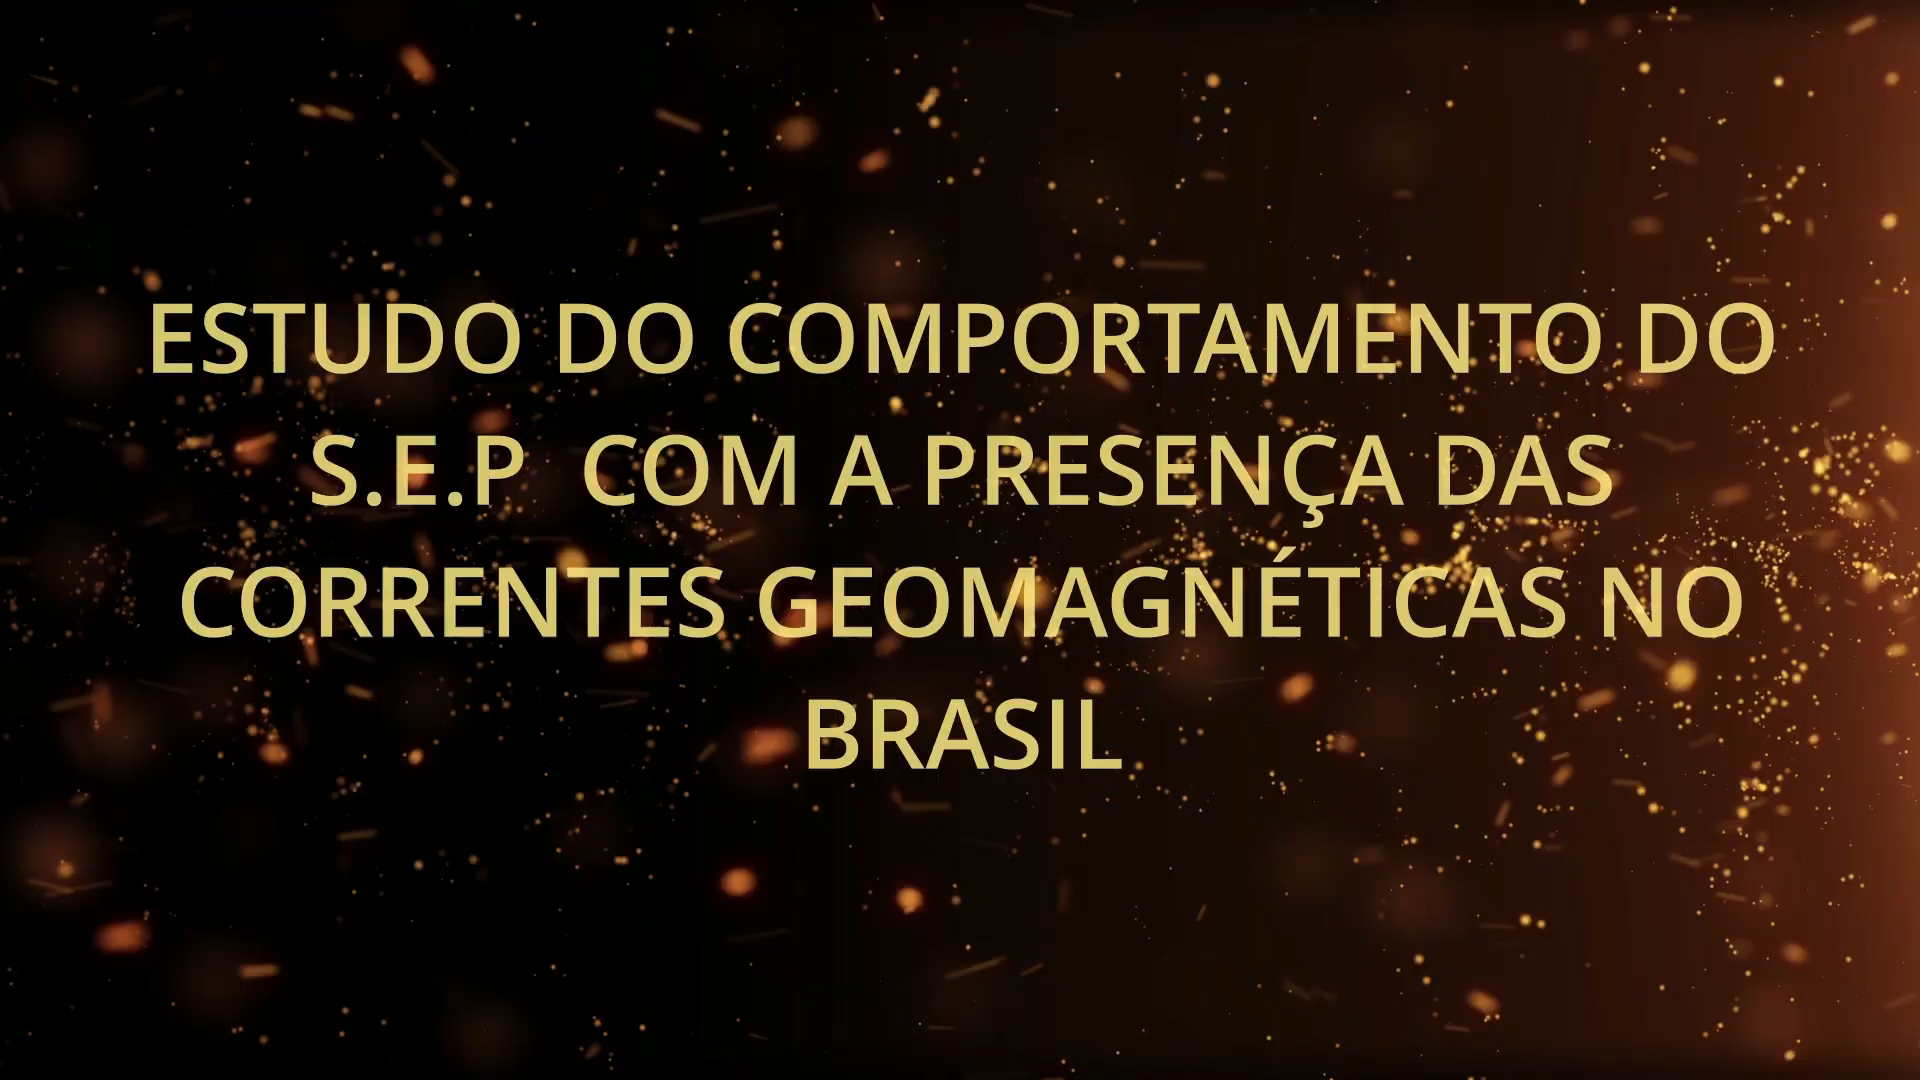 ESTUDO DO COMPORTAMENTO DO
S.E.P  COM A PRESENÇA DAS
CORRENTES GEOMAGNÉTICAS NO
BRASIL